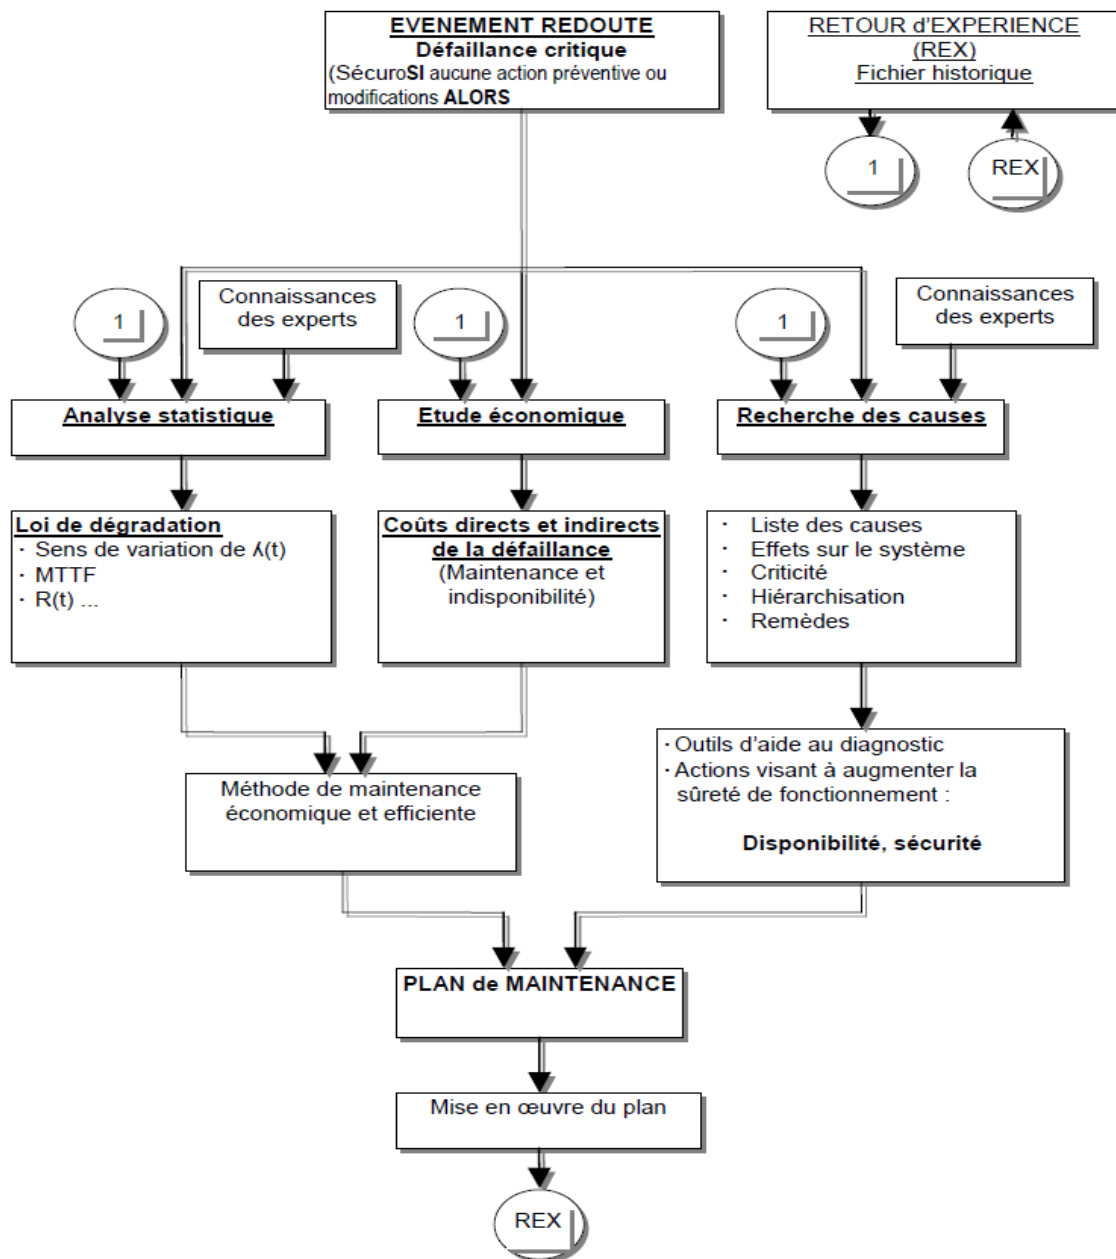 EVENEMENT REDOUTE
Défaillance critique
(SécuroSI aucune action préventive ou
modifications ALORS
RETOUR d'EXPERIENCE
(REX)
Fichier historique
1
REX
1
Connaissances
des experts
1
1
Connaissances
des experts
Analyse statistique
Etude économique
Recherche des causes
Loi de dégradation
· Sens de variation de ʎ(t)
· MTTF
· R(t) ...
Coûts directs et indirects
de la défaillance
(Maintenance et
indisponibilité)
· Liste des causes
· Effets sur le système
· Criticité
· Hiérarchisation
· Remèdes
Méthode de maintenance
économique et efficiente
· Outils d'aide au diagnostic
· Actions visant à augmenter la
sûreté de fonctionnement :
Disponibilité, sécurité
PLAN de MAINTENANCE
Mise en œuvre du plan
REX